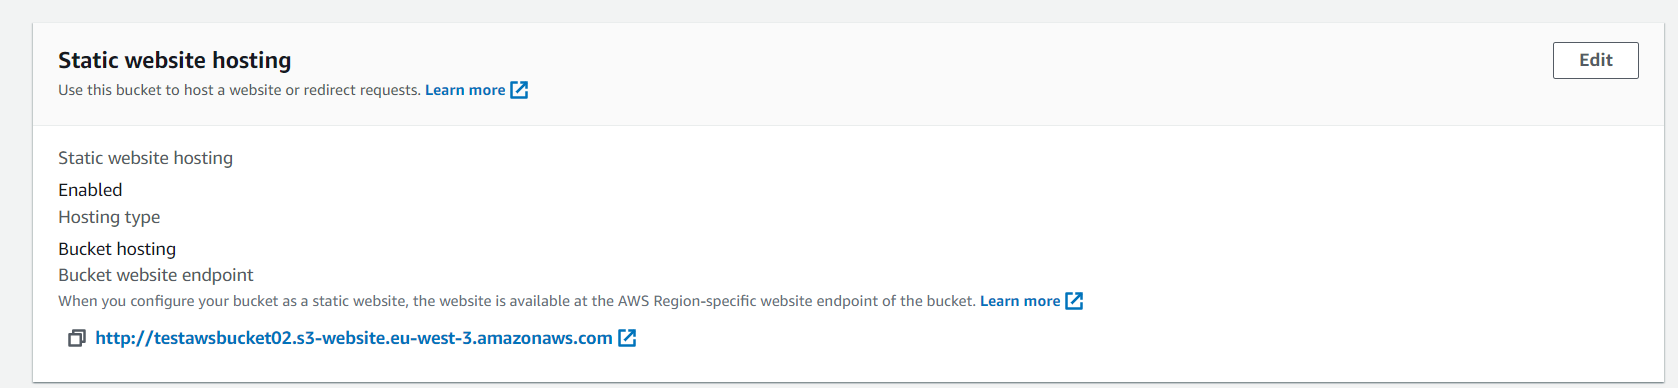 Static website hosting
Edit
Use this bucket to host a website or redirect requests. Learn more
Static website hosting
Enabled
Hosting type
Bucket hosting
Bucket website endpoint
When you configure your bucket as a static website, the website is available at the AWS Region-specific website endpoint of the bucket. Learn more
http://testawsbucket02.s3-website.eu-west-3.amazonaws.com